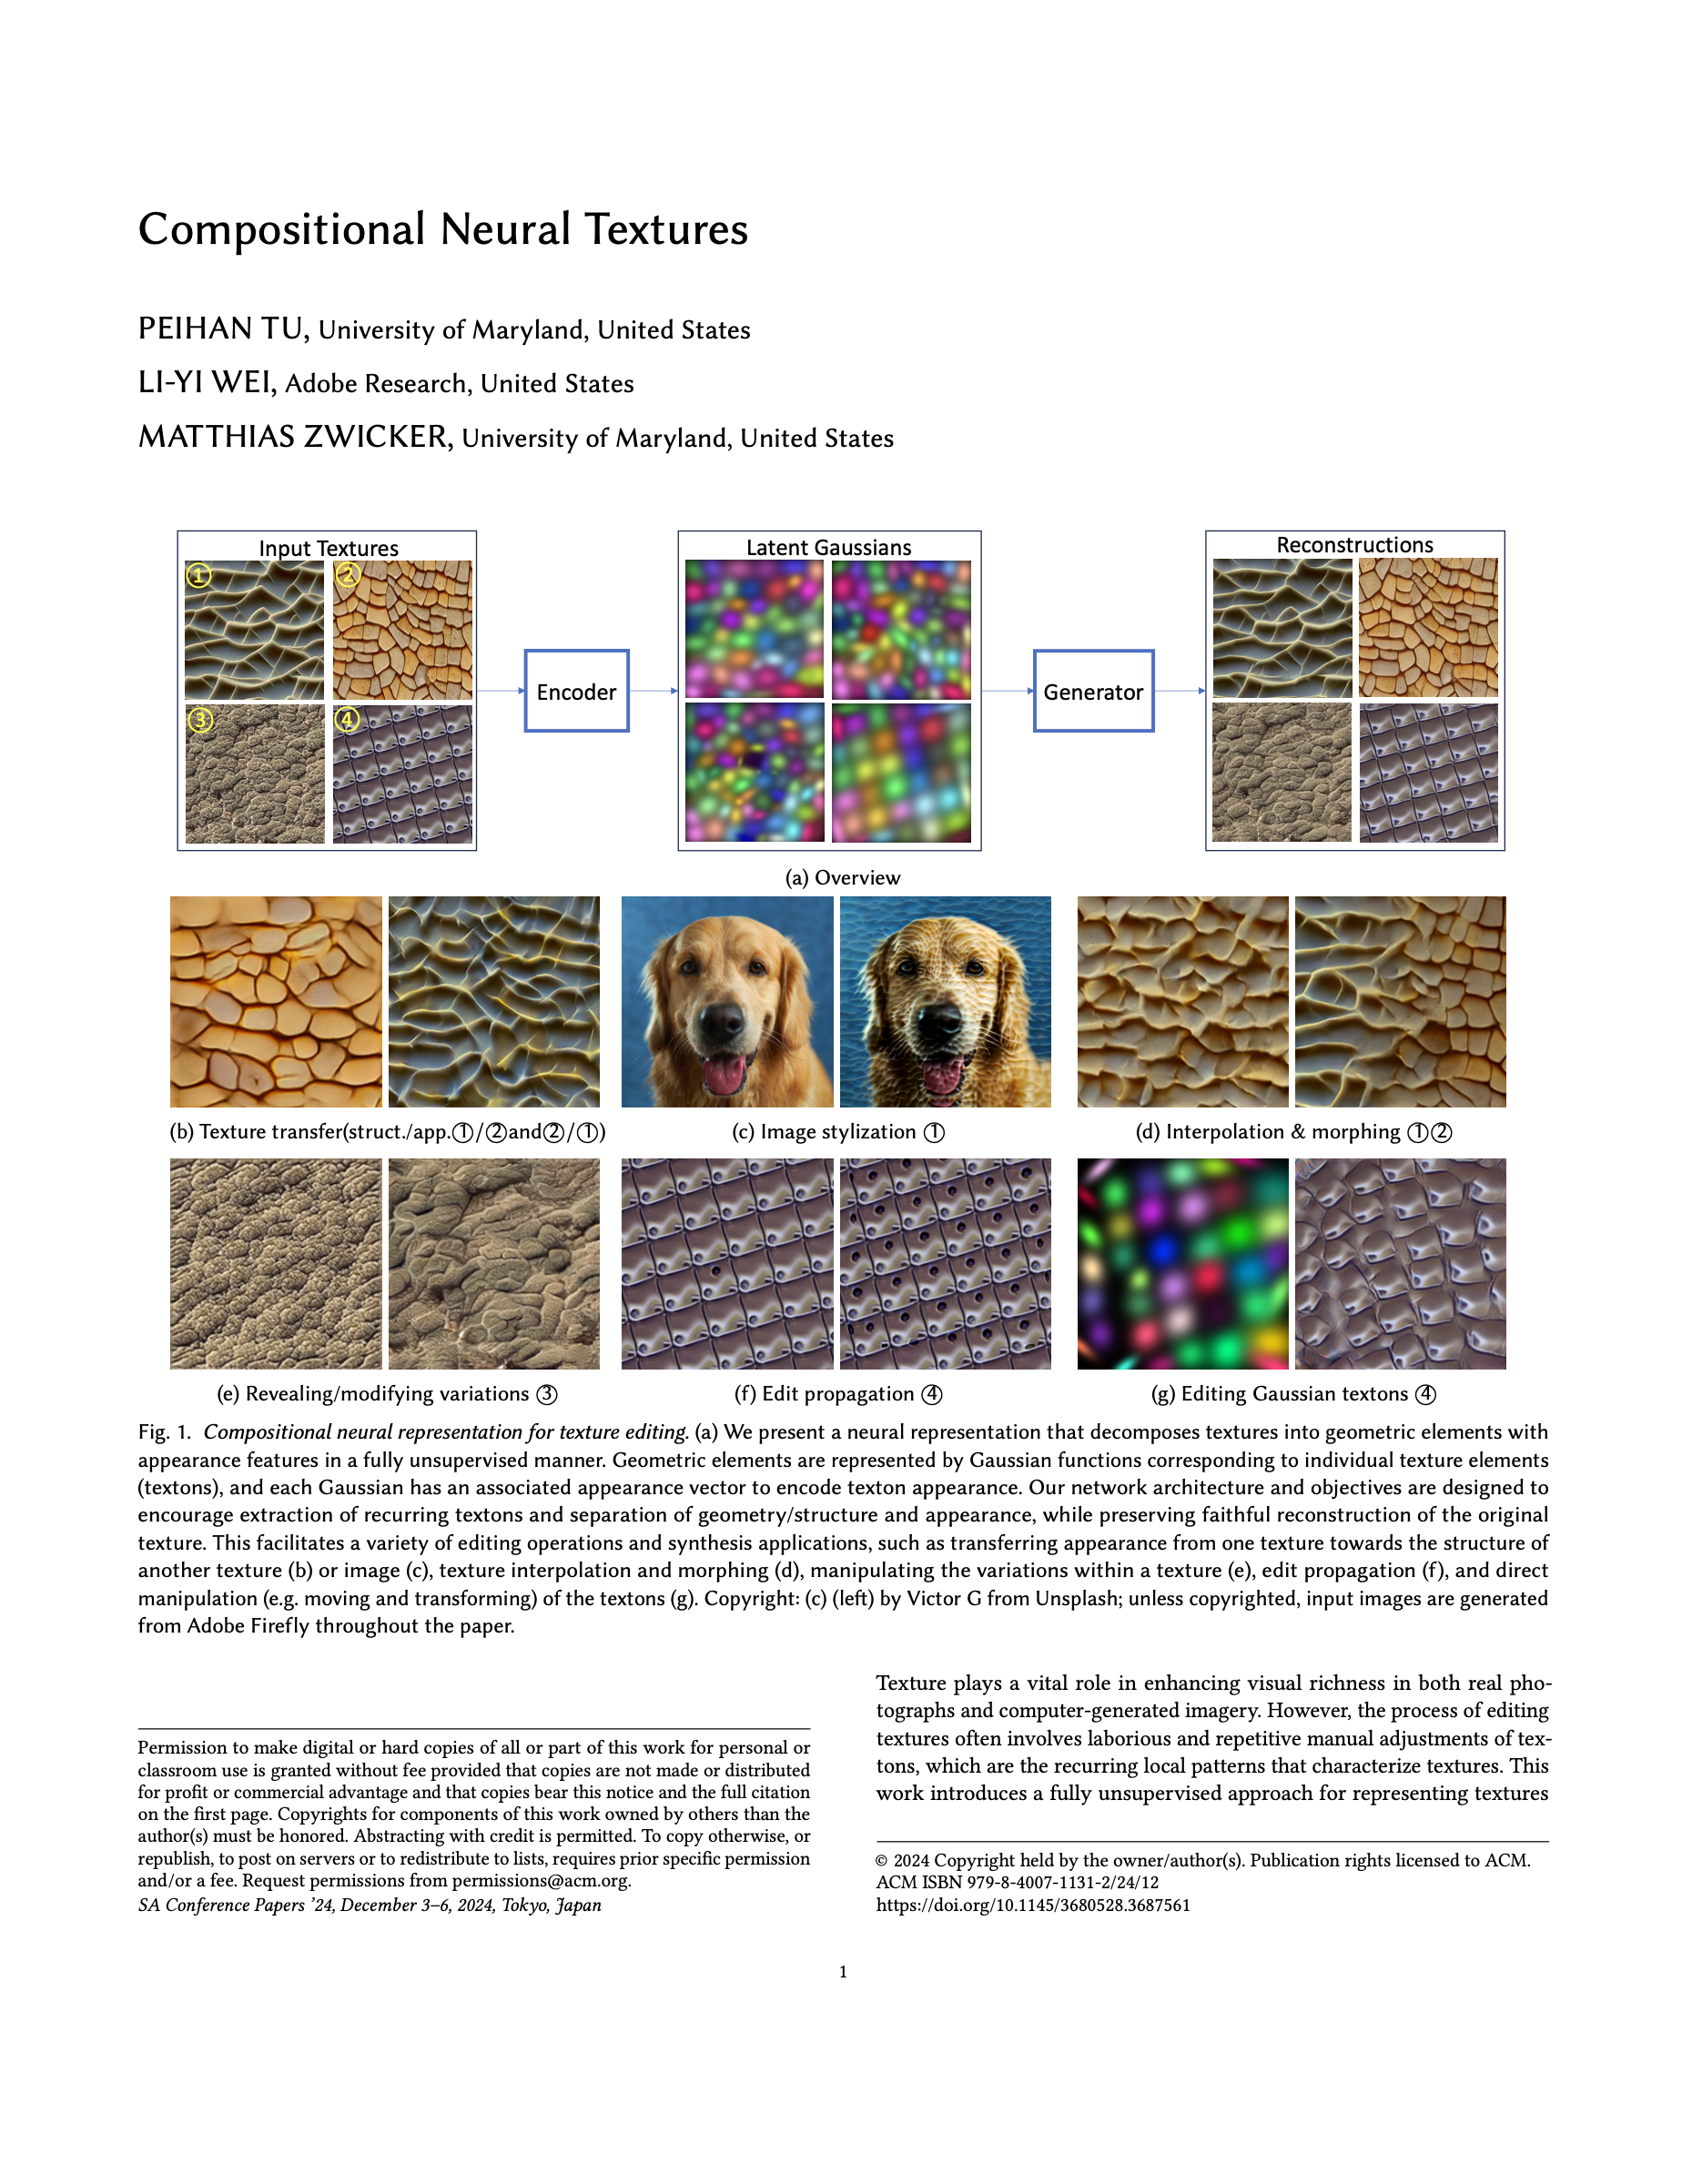 Compositional Neural Textures
PEIHAN TU, University of Maryland, United States
LI-YI WEI, Adobe Research, United States
MATTHIAS ZWICKER, University of Maryland, United States
Input Textures
Latent Gaussians
Reconstructions
①
②
③
④
Encoder
Generator
(a) Overview
(b) Texture transfer(struct./app.①/②and②/①)
(c) Image stylization ①
(d) Interpolation & morphing ①②
(e) Revealing/modifying variations ③
(f) Edit propagation ④
(g) Editing Gaussian textons ④
Fig. 1. Compositional neural representation for texture editing. (a) We present a neural representation that decomposes textures into geometric elements with
appearance features in a fully unsupervised manner. Geometric elements are represented by Gaussian functions corresponding to individual texture elements
(textons), and each Gaussian has an associated appearance vector to encode texton appearance. Our network architecture and objectives are designed to
encourage extraction of recurring textons and separation of geometry/structure and appearance, while preserving faithful reconstruction of the original
texture. This facilitates a variety of editing operations and synthesis applications, such as transferring appearance from one texture towards the structure of
another texture (b) or image (c), texture interpolation and morphing (d), manipulating the variations within a texture (e), edit propagation (f), and direct
manipulation (e.g. moving and transforming) of the textons (g). Copyright: (c) (left) by Victor G from Unsplash; unless copyrighted, input images are generated
from Adobe Firefly throughout the paper.
Permission to make digital or hard copies of all or part of this work for personal or
classroom use is granted without fee provided that copies are not made or distributed
for profit or commercial advantage and that copies bear this notice and the full citation
on the first page. Copyrights for components of this work owned by others than the
author(s) must be honored. Abstracting with credit is permitted. To copy otherwise, or
republish, to post on servers or to redistribute to lists, requires prior specific permission
and/or a fee. Request permissions from permissions@acm.org.
SA Conference Papers ’24, December 3–6, 2024, Tokyo, Japan
Texture plays a vital role in enhancing visual richness in both real pho-
tographs and computer-generated imagery. However, the process of editing
textures often involves laborious and repetitive manual adjustments of tex-
tons, which are the recurring local patterns that characterize textures. This
work introduces a fully unsupervised approach for representing textures
© 2024 Copyright held by the owner/author(s). Publication rights licensed to ACM.
ACM ISBN 979-8-4007-1131-2/24/12
https://doi.org/10.1145/3680528.3687561
1